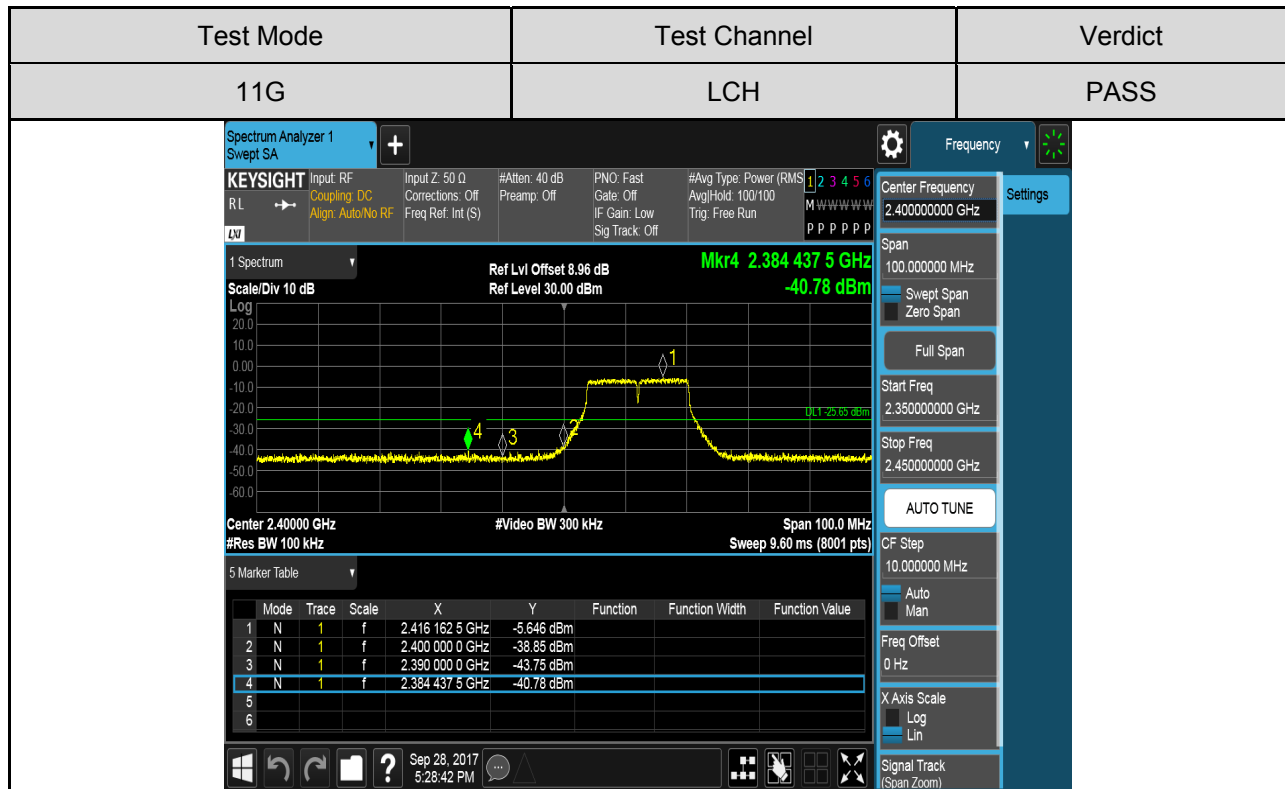 Test Mode Test Channel Verdict
11G LCH PASS
Spectrum Analyzer 1
Swept SA
+
Frequency
KEYSIGHT
RL
LXI
Input: RF
Coupling: DC
Align: Auto/No RF
Input Z: 50 Ω
Corrections: Off
Freq Ref: Int (S)
#Atten: 40 dB
Preamp: Off
PNO: Fast
Gate: Off
IF Gain: Low
Sig Track: Off
#Avg Type: Power (RMS
Avg|Hold: 100/100
Trig: Free Run
1 2 3 4 5 6
M W W W W W
P P P P P P
1 Spectrum
Scale/Div 10 dB
Ref Lvl Offset 8.96 dB
Ref Level 30.00 dBm
Mkr4 2.384 437 5 GHz
-40.78 dBm
Log
20.0
10.0
0.00
-10.0
-20.0
-30.0
-40.0
-50.0
-60.0
1
2
3
4
DL1 -25.65 dBm
Center 2.40000 GHz #Video BW 300 kHz Span 100.0 MHz
#Res BW 100 kHz Sweep 9.60 ms (8001 pts)
5 Marker Table
Mode Trace Scale X Y Function Function Width Function Value
1 N 1 f 2.416 162 5 GHz -5.646 dBm
2 N 1 f 2.400 000 0 GHz -38.85 dBm
3 N 1 f 2.390 000 0 GHz -43.75 dBm
4 N 1 f 2.384 437 5 GHz -40.78 dBm
5
6
?
Sep 28, 2017
5:28:42 PM
Settings
Center Frequency
2.400000000 GHz
Span
100.000000 MHz
Swept Span
Zero Span
Full Span
Start Freq
2.350000000 GHz
Stop Freq
2.450000000 GHz
AUTO TUNE
CF Step
10.000000 MHz
Auto
Man
Freq Offset
0 Hz
X Axis Scale
Log
Lin
Signal Track
(Span Zoom)